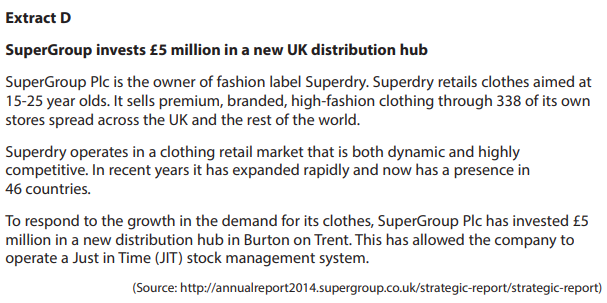 Extract D
SuperGroup invests £5 million in a new UK distribution hub
SuperGroup Plc is the owner of fashion label Superdry. Superdry retails clothes aimed at
15-25 year olds. It sells premium, branded, high-fashion clothing through 338 of its own
stores spread across the UK and the rest of the world.
Superdry operates in a clothing retail market that is both dynamic and highly
competitive. In recent years it has expanded rapidly and now has a presence in
46 countries.
To respond to the growth in the demand for its clothes, SuperGroup Plc has invested £5
million in a new distribution hub in Burton on Trent. This has allowed the company to
operate a Just in Time (JIT) stock management system.
(Source: http://annualreport2014.supergroup.co.uk/strategic-report/strategic-report)